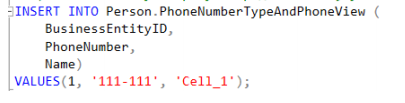 INSERT INTO Person.PhoneNumberTypeAndPhoneView (
BusinessEntityID,
PhoneNumber,
Name)
VALUES(1, '111-111', 'Cell_1');